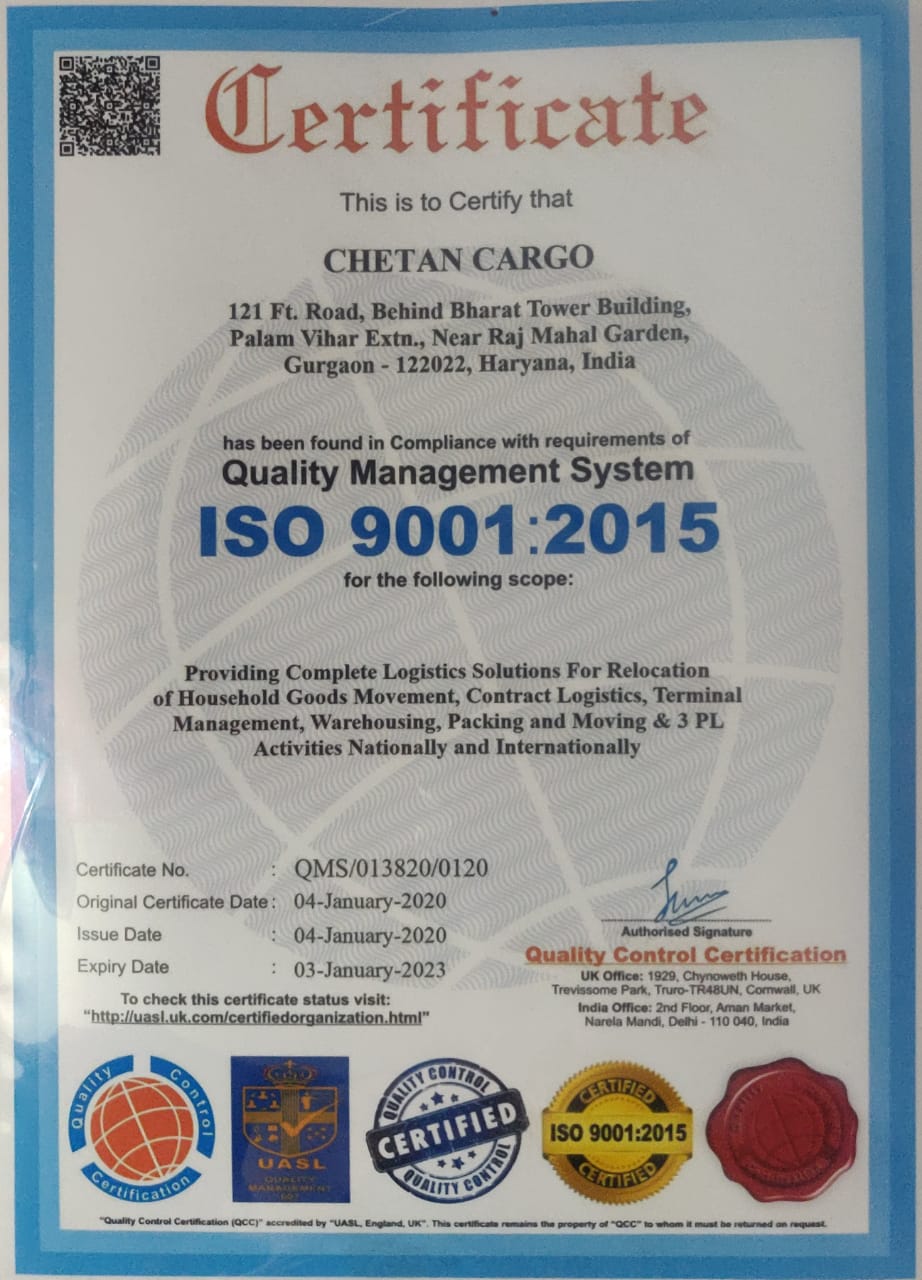 Certificate
This is to Certify that
CHETAN CARGO
121 Ft. Road, Behind Bharat Tower Building,
Palam Vihar Extn., Near Raj Mahal Garden,
Gurgaon - 122022, Haryana, India
has been found in Compliance with requirements of
Quality Management System
ISO 9001:2015
for the following scope:
Providing Complete Logistics Solutions For Relocation
of Household Goods Movement, Contract Logistics, Terminal
Management, Warehousing, Packing and Moving & 3 PL
Activities Nationally and Internationally
Certificate No. : QMS/013820/0120
Original Certificate Date : 04-January-2020
Issue Date : 04-January-2020
Expiry Date : 03-January-2023
To check this certificate status visit:
"http://uasl.uk.com/certifiedorganization.html"
Authorised Signature
Quality Control Certification
UK Office: 1929, Chynoweth House,
Trevissome Park, Truro-TR48UN, Cornwall, UK
India Office: 2nd Floor, Aman Market,
Narela Mandi, Delhi - 110 040, India
Quality Control
Certification
UASL
QUALITY
MANAGEMENT
QUALITY CONTROL
CERTIFIED
QUALITY CONTROL
CERTIFIED
ISO 9001:2015
CERTIFIED
"Quality Control Certification (QCC)" accredited by "UASL, England, UK". This certificate remains the property of "QCC" to whom it must be returned on request.